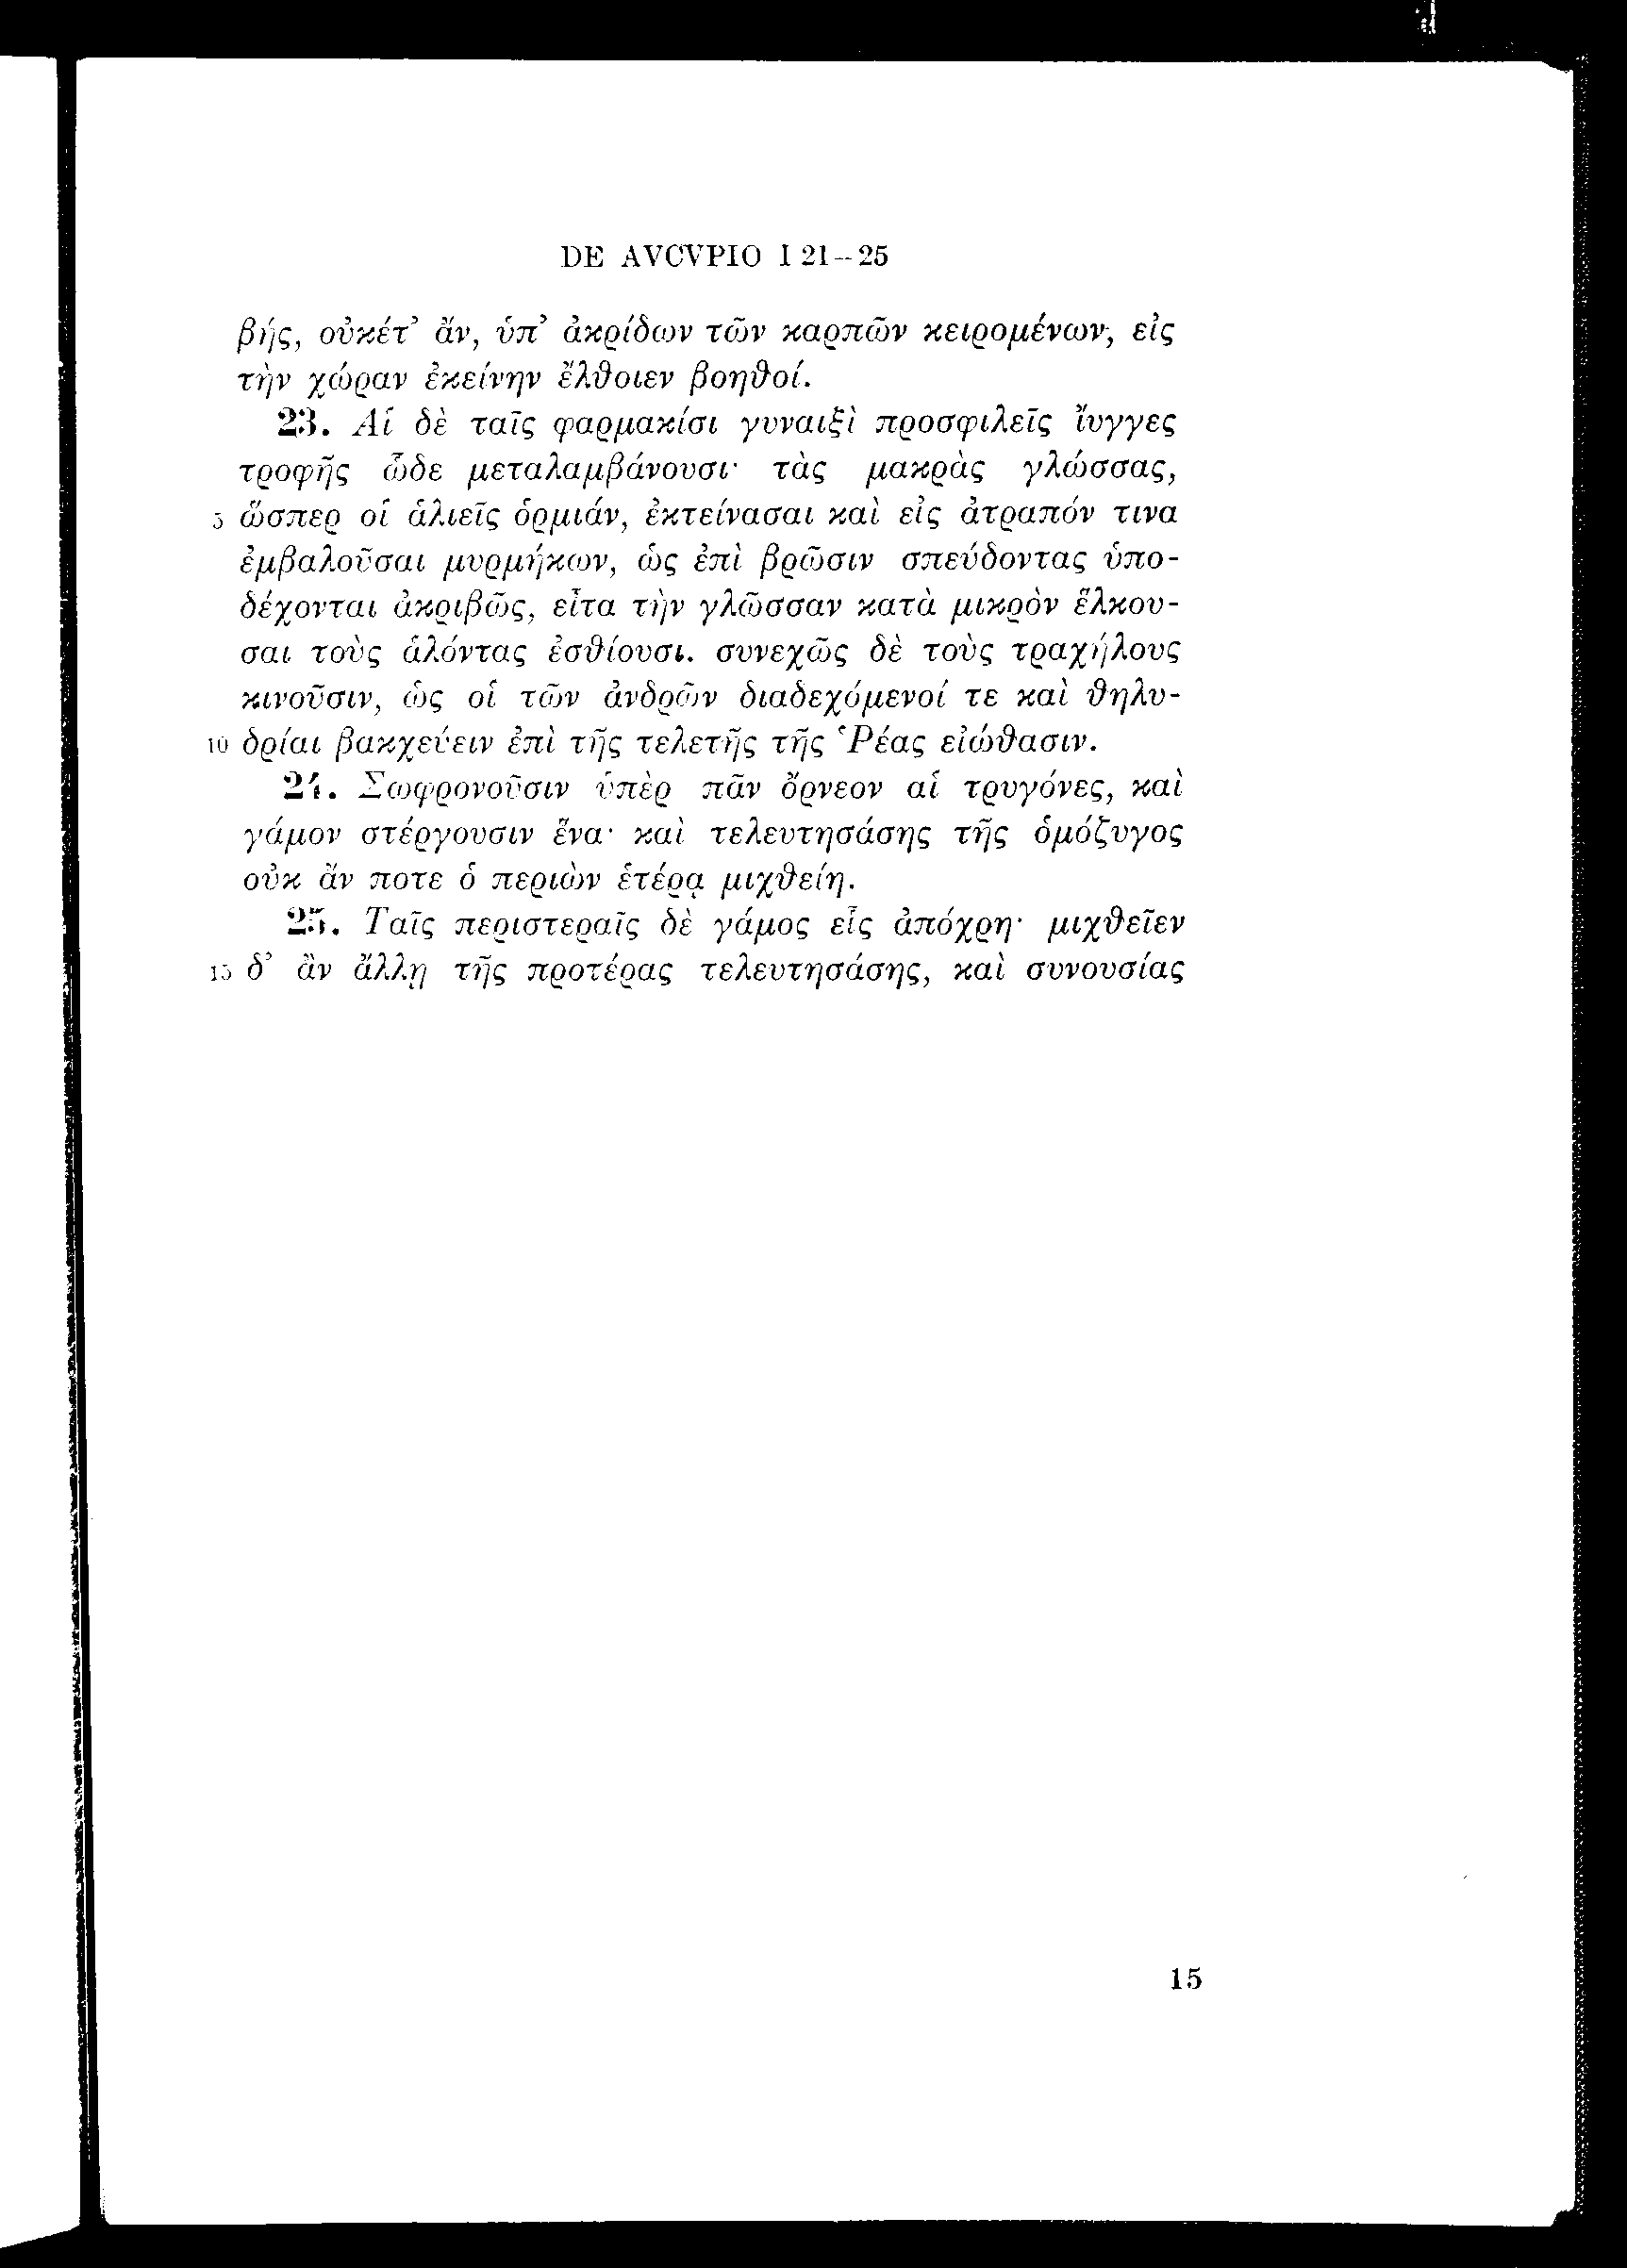 DE AVCVPIO I 21–25
βής, οὐκέτ’ ἄν, ὑπ’ ἀκρίδων τῶν καρπῶν κειρομένων, εἰς
τὴν χώραν ἐκείνην ἔλθοιεν βοηθοί.
23. Αἱ δὲ ταῖς φαρμακίσι γυναιξὶ προσφιλεῖς ἴυγγες
τροφῆς ὧδε μεταλαμβάνουσι· τὰς μακρὰς γλώσσας,
5 ὥσπερ οἱ ἁλιεῖς ὁρμιάν, ἐκτείνασαι καὶ εἰς ἀτραπόν τινα
ἐμβαλοῦσαι μυρμήκων, ὡς ἐπὶ βρῶσιν σπεύδοντας ὑπο-
δέχονται ἀκριβῶς, εἶτα τὴν γλῶσσαν κατὰ μικρὸν ἕλκου-
σαι τοὺς ἁλόντας ἐσθίουσι. συνεχῶς δὲ τοὺς τραχήλους
κινοῦσιν, ὡς οἱ τῶν ἀνδρῶν διαδεχόμενοί τε καὶ θηλυ-
10 δρίαι βακχεύειν ἐπὶ τῆς τελετῆς τῆς Ῥέας εἰώθασιν.
24. Σωφρονοῦσιν ὑπὲρ πᾶν ὄρνεον αἱ τρυγόνες, καὶ
γάμον στέργουσιν ἕνα· καὶ τελευτησάσης τῆς ὁμόζυγος
οὐκ ἄν ποτε ὁ περιὼν ἑτέρᾳ μιχθείη.
25. Ταῖς περιστεραῖς δὲ γάμος εἷς ἀπόχρη· μιχθεῖεν
15 δ’ ἂν ἄλλῃ τῆς προτέρας τελευτησάσης, καὶ συνουσίας
15